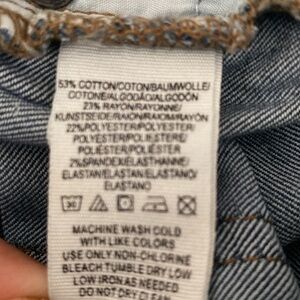 53% COTTON/COTON/BAUMWOLLE/
COTONE/ALGODÃO/ALGODÓN
23% RAYON/RAYONNE/
KUNSTSEIDE/RAION/RAYON/RAYÓN
22%POLYESTER/POLYESTER/
POLYESTER/POLIESTERE/
POLIÉSTER/POLIÉSTER
2%SPANDEX/ELASTHANNE/
ELASTAN/ELASTAN/ELASTANO/
ELASTANO
MACHINE WASH COLD
WITH LIKE COLORS
USE ONLY NON-CHLORINE
BLEACH TUMBLE DRY LOW
LOW IRON AS NEEDED
DO NOT DRY CLEAN